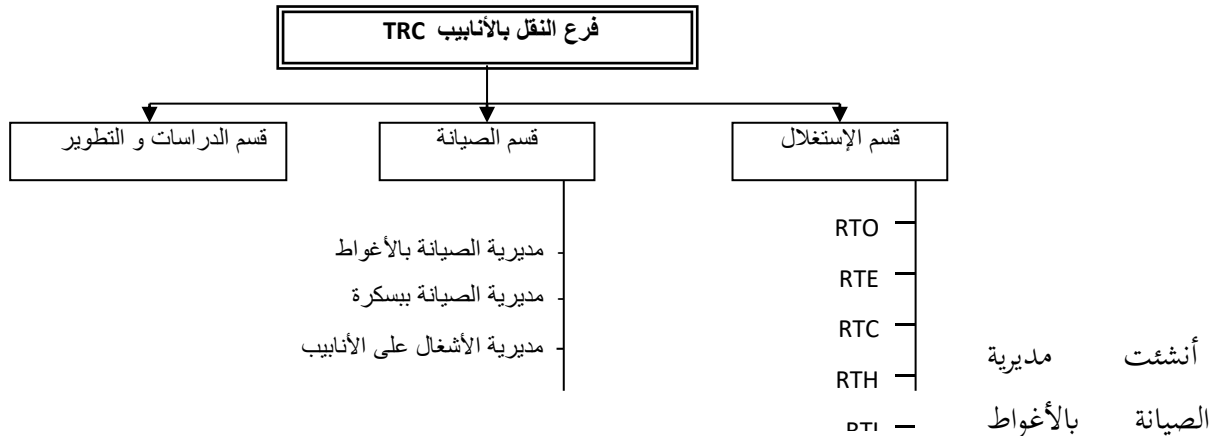 فرع النقل بالأنابيب TRC
قسم الإستغلال
قسم الصيانة
قسم الدراسات و التطوير
RTO
RTE
RTC
RTH
مديرية الصيانة بالأغواط
مديرية الصيانة ببسكرة
مديرية الأشغال على الأنابيب
أنشئت مديرية
الصيانة بالأغواط